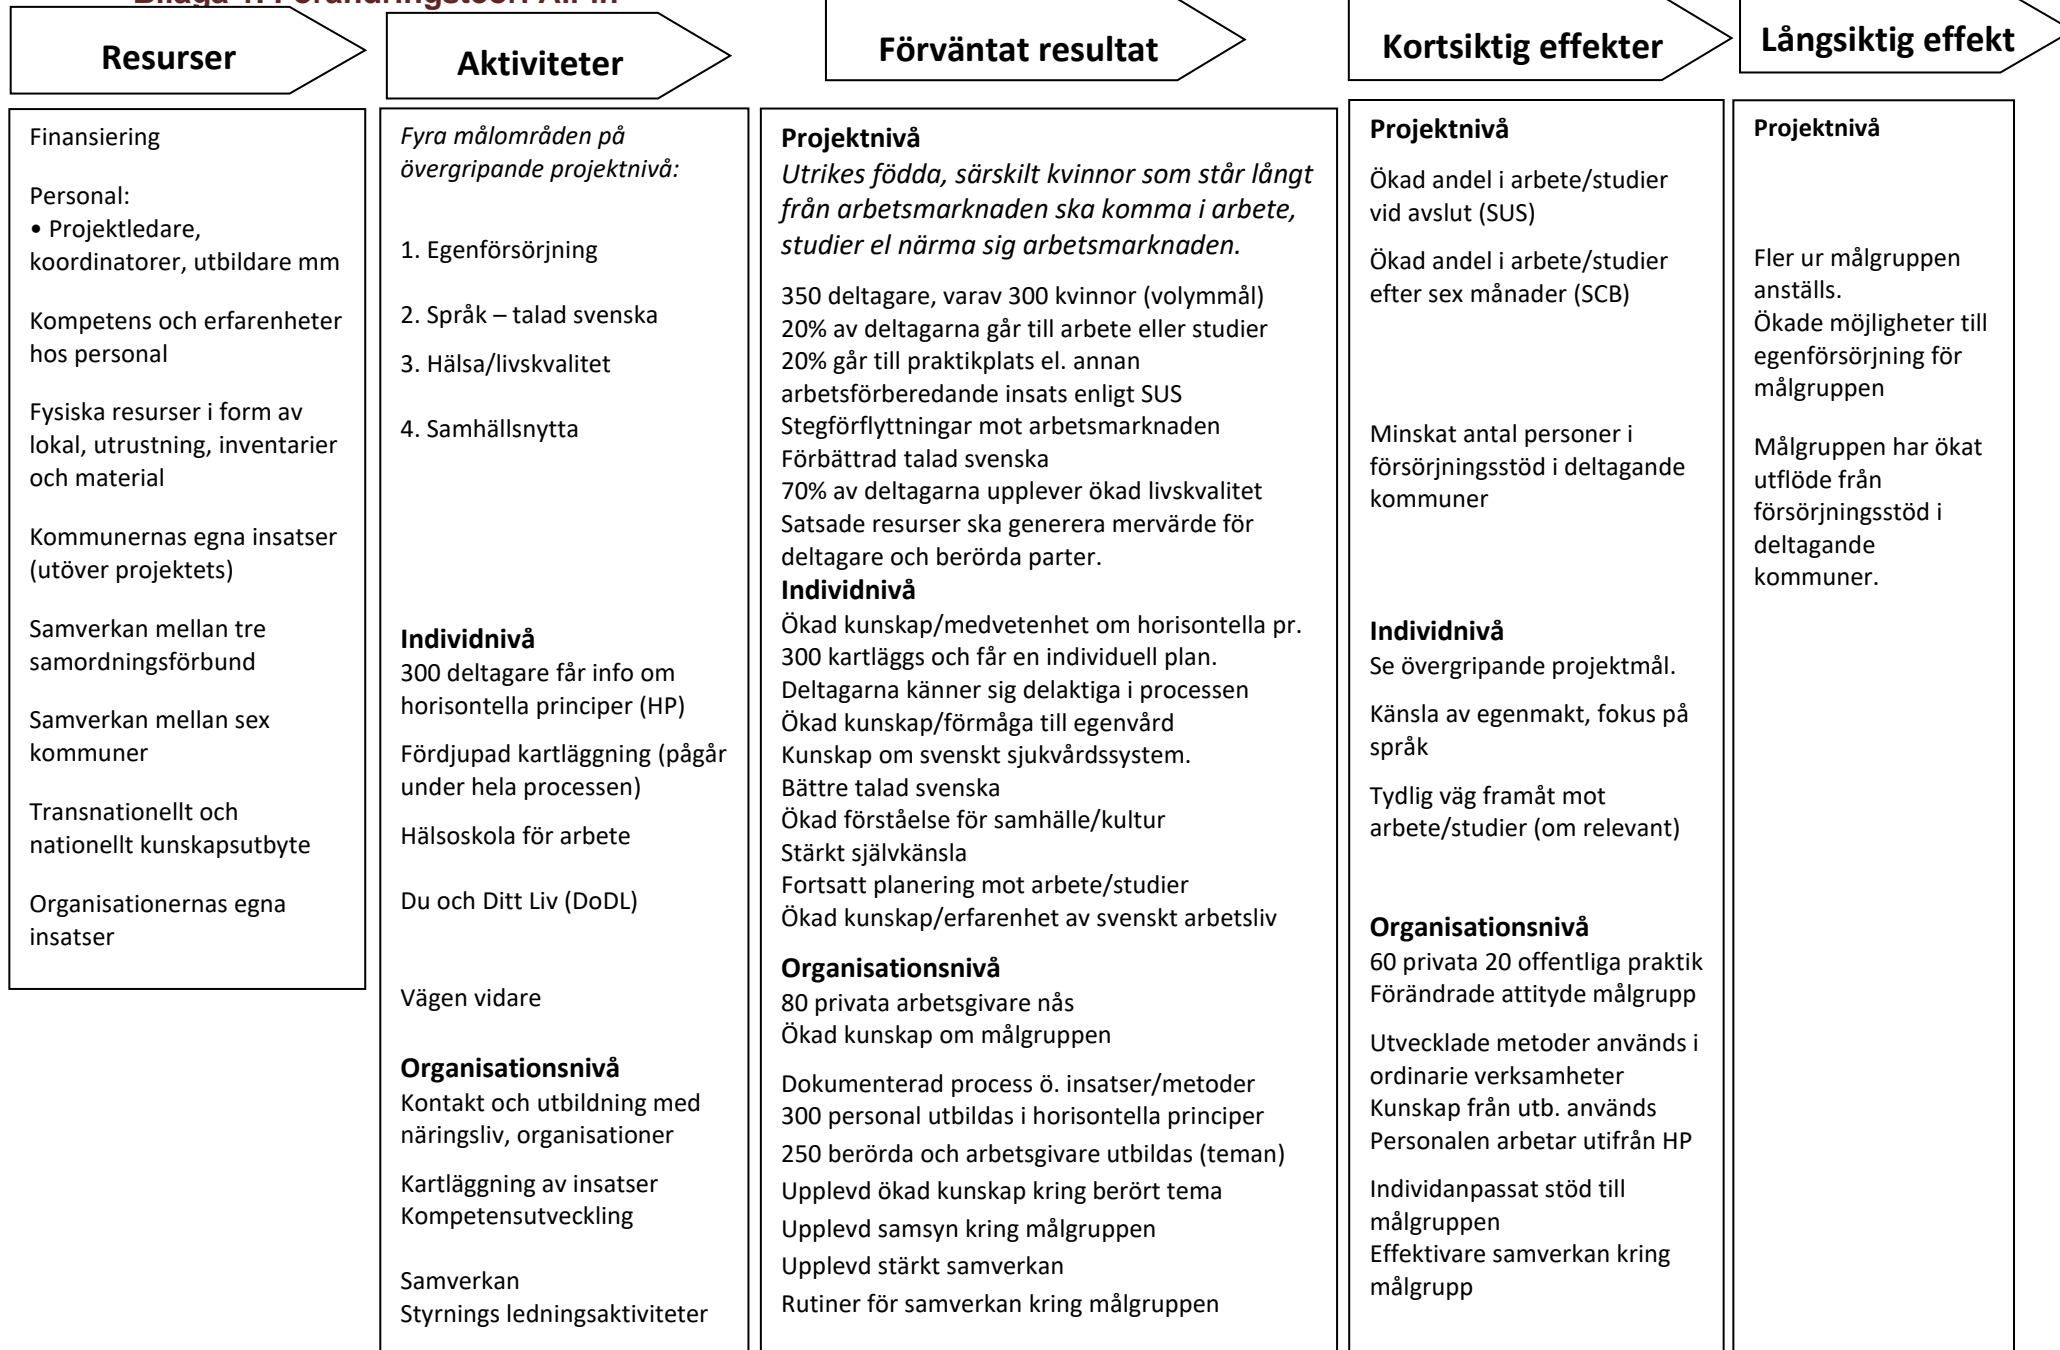 Resurser
Aktiviteter
Förväntat resultat
Kortsiktig effekter
Långsiktig effekt
Finansiering
Personal:
• Projektledare,
koordinatorer, utbildare mm
Kompetens och erfarenheter
hos personal
Fysiska resurser i form av
lokal, utrustning, inventarier
och material
Kommunernas egna insatser
(utöver projektets)
Samverkan mellan tre
samordningsförbund
Samverkan mellan sex
kommuner
Transnationellt och
nationellt kunskapsutbyte
Organisationernas egna
insatser
Fyra målområden på
övergripande projektnivå:
1. Egenförsörjning
2. Språk – talad svenska
3. Hälsa/livskvalitet
4. Samhällsnytta
Individnivå
300 deltagare får info om
horisontella principer (HP)
Fördjupad kartläggning (pågår
under hela processen)
Hälsoskola för arbete
Du och Ditt Liv (DoDL)
Vägen vidare
Organisationsnivå
Kontakt och utbildning med
näringsliv, organisationer
Kartläggning av insatser
Kompetensutveckling
Samverkan
Styrnings ledningsaktiviteter
Projektnivå
Utrikes födda, särskilt kvinnor som står långt
från arbetsmarknaden ska komma i arbete,
studier el närma sig arbetsmarknaden.
350 deltagare, varav 300 kvinnor (volymmål)
20% av deltagarna går till arbete eller studier
20% går till praktikplats el. annan
arbetsförberedande insats enligt SUS
Stegförflyttningar mot arbetsmarknaden
Förbättrad talad svenska
70% av deltagarna upplever ökad livskvalitet
Satsade resurser ska generera mervärde för
deltagare och berörda parter.
Individnivå
Ökad kunskap/medvetenhet om horisontella pr.
300 kartläggs och får en individuell plan.
Deltagarna känner sig delaktiga i processen
Ökad kunskap/förmåga till egenvård
Kunskap om svenskt sjukvårdssystem.
Bättre talad svenska
Ökad förståelse för samhälle/kultur
Stärkt självkänsla
Fortsatt planering mot arbete/studier
Ökad kunskap/erfarenhet av svenskt arbetsliv
Organisationsnivå
80 privata arbetsgivare nås
Ökad kunskap om målgruppen
Dokumenterad process ö. insatser/metoder
300 personal utbildas i horisontella principer
250 berörda och arbetsgivare utbildas (teman)
Upplevd ökad kunskap kring berört tema
Upplevd samsyn kring målgruppen
Upplevd stärkt samverkan
Rutiner för samverkan kring målgruppen
Projektnivå
Ökad andel i arbete/studier
vid avslut (SUS)
Ökad andel i arbete/studier
efter sex månader (SCB)
Minskat antal personer i
försörjningsstöd i deltagande
kommuner
Individnivå
Se övergripande projektmål.
Känsla av egenmakt, fokus på
språk
Tydlig väg framåt mot
arbete/studier (om relevant)
Organisationsnivå
60 privata 20 offentliga praktik
Förändrade attityde målgrupp
Utvecklade metoder används i
ordinarie verksamheter
Kunskap från utb. används
Personalen arbetar utifrån HP
Individanpassat stöd till
målgruppen
Effektivare samverkan kring
målgrupp
Projektnivå
Fler ur målgruppen
anställs.
Ökade möjligheter till
egenförsörjning för
målgruppen
Målgruppen har ökat
utflöde från
försörjningsstöd i
deltagande
kommuner.